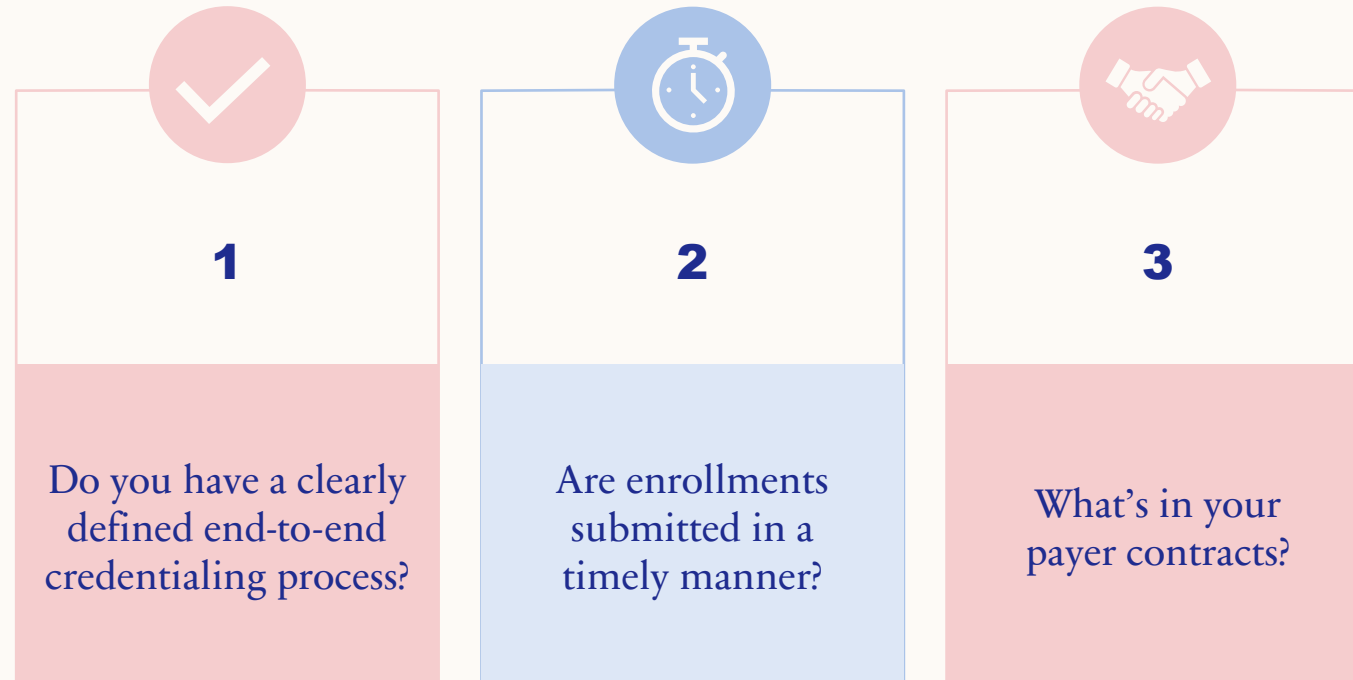 1
Do you have a clearly
defined end-to-end
credentialing process?
2
Are enrollments
submitted in a
timely manner?
3
What’s in your
payer contracts?